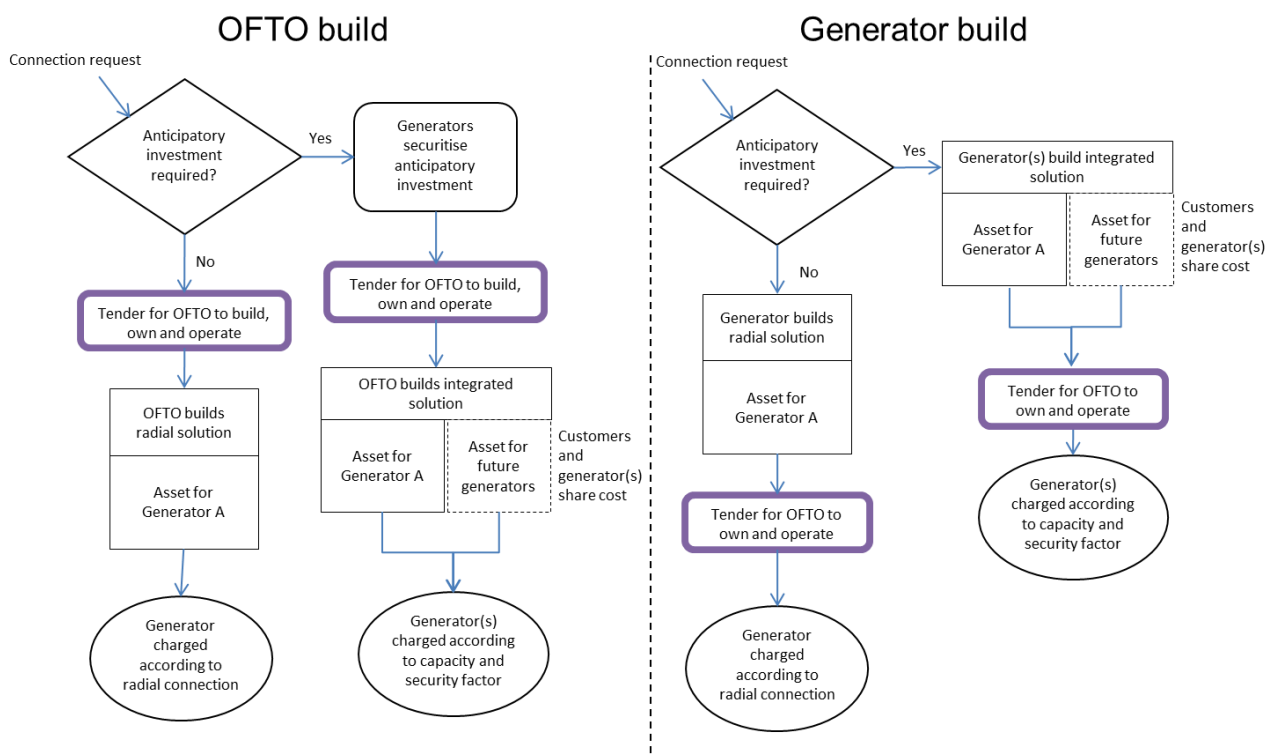 OFTO build
Connection request
Anticipatory
investment
required?
Yes
Generators
securitise
anticipatory
investment
No
Tender for OFTO to build,
own and operate
Tender for OFTO to build,
own and operate
OFTO builds
radial solution
Asset for
Generator A
OFTO builds integrated
solution
Asset for
Generator A
Asset for
future
generators
Customers
and
generator(s)
share cost
Generator
charged
according to
radial connection
Generator(s)
charged according
to capacity and
security factor
Generator build
Connection request
Anticipatory
investment
required?
Yes
Generator(s) build integrated
solution
Asset for
Generator A
Asset for
future
generators
Customers
and
generator(s)
share cost
No
Generator builds
radial solution
Asset for
Generator A
Tender for OFTO to
own and operate
Tender for OFTO to
own and operate
Generator(s)
charged according
to capacity and
security factor
Generator
charged
according to
radial connection